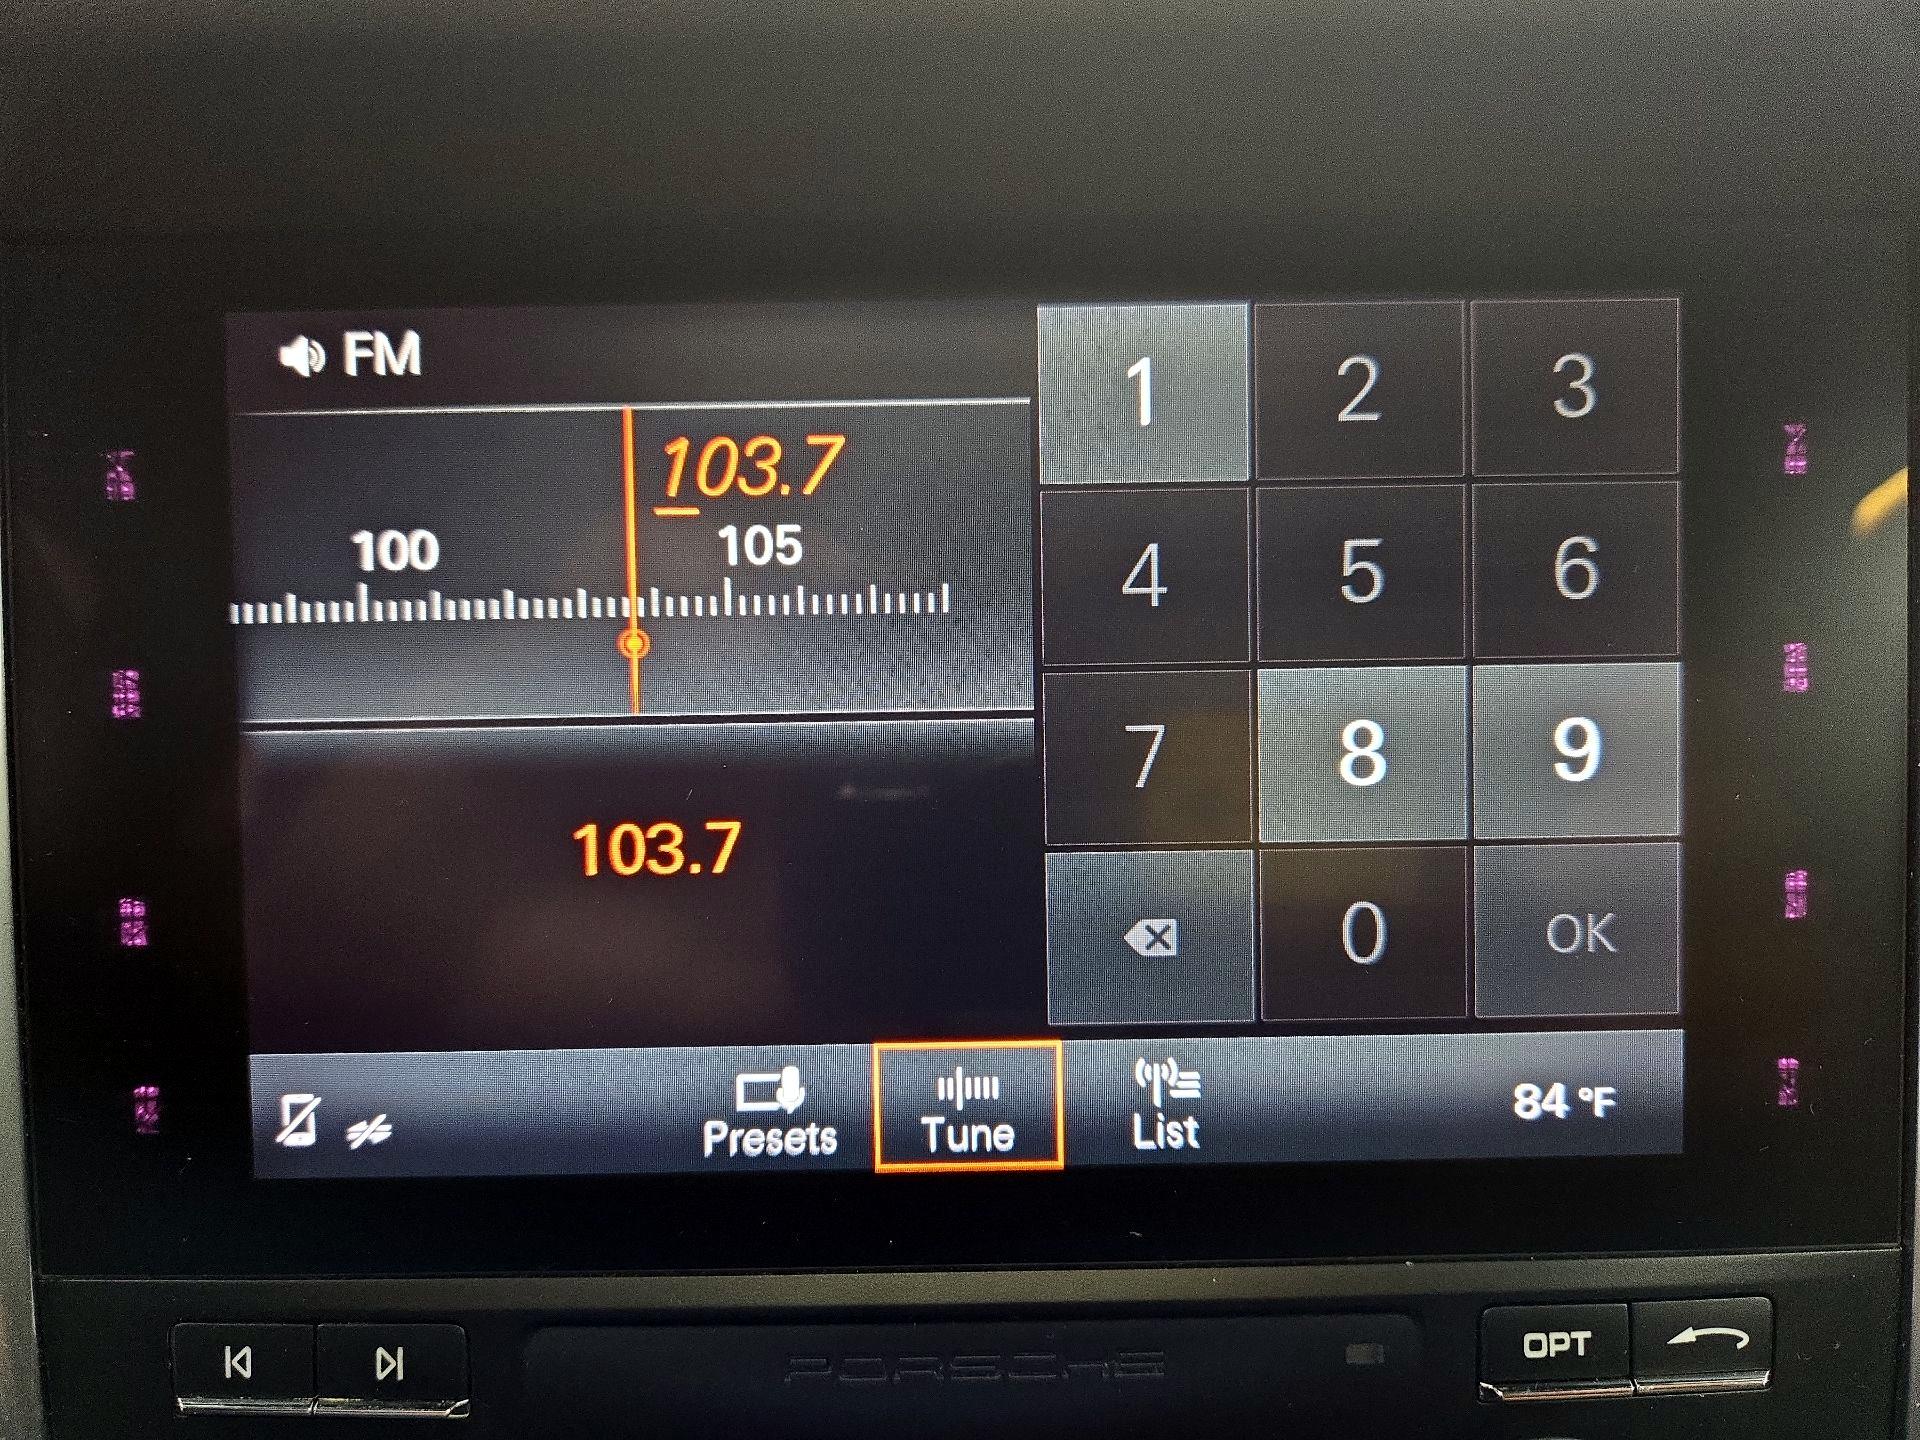 FM
103.7
100 105
103.7
1 2 3
4 5 6
7 8 9
0 OK
Presets
Tune
List
84 °F
PORSCHE
OPT